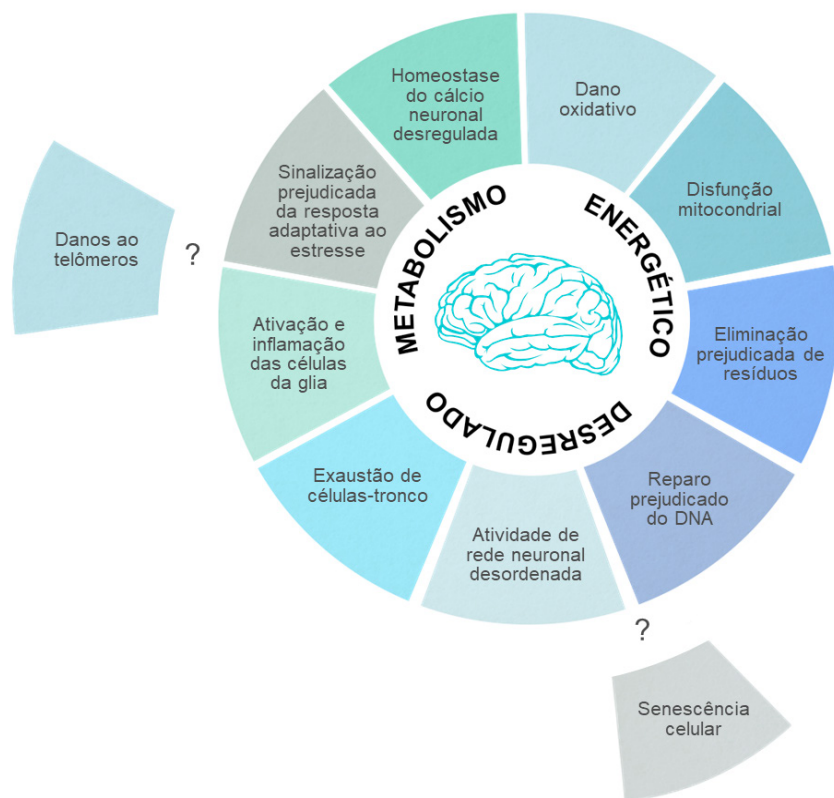 Homeostase
do cálcio
neuronal
desregulada
Dano
oxidativo
Disfunção
mitocondrial
Eliminação
prejudicada de
resíduos
Reparo
prejudicado
do DNA
Atividade de
rede neuronal
desordenada
Exaustão de
células-tronco
Ativação e
inflamação
das células
da glia
Sinalização
prejudicada
da resposta
adaptativa ao
estresse
METABOLISMO
ENERGÉTICO
DESREGULADO
Danos ao
telômeros
?
?
Senescência
celular